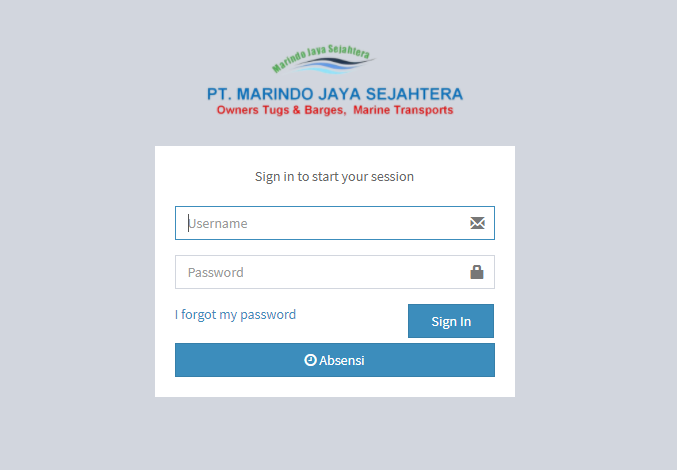 Marindo Jaya Sejahtera
PT. MARINDO JAYA SEJAHTERA
Owners Tugs & Barges, Marine Transports
Sign in to start your session
Username
Password
I forgot my password
Sign In
Absensi